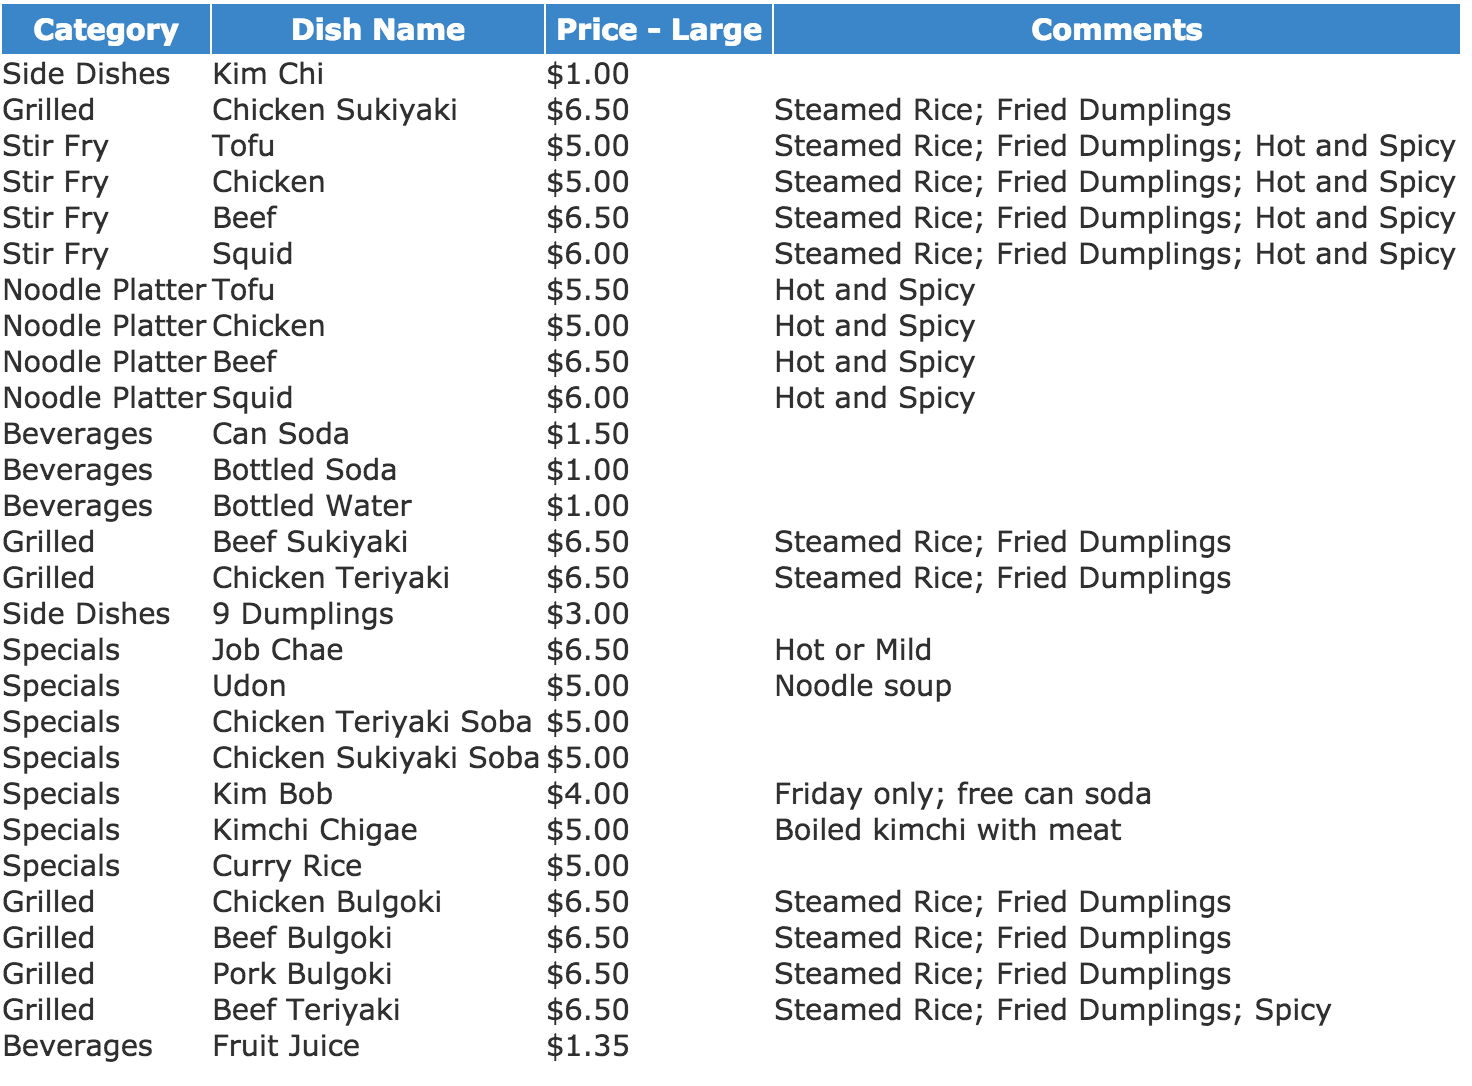 Category Dish Name Price - Large Comments
Side Dishes Kim Chi $1.00
Grilled Chicken Sukiyaki $6.50 Steamed Rice; Fried Dumplings
Stir Fry Tofu $5.00 Steamed Rice; Fried Dumplings; Hot and Spicy
Stir Fry Chicken $5.00 Steamed Rice; Fried Dumplings; Hot and Spicy
Stir Fry Beef $6.50 Steamed Rice; Fried Dumplings; Hot and Spicy
Stir Fry Squid $6.00 Steamed Rice; Fried Dumplings; Hot and Spicy
Noodle Platter Tofu $5.50 Hot and Spicy
Noodle Platter Chicken $5.00 Hot and Spicy
Noodle Platter Beef $6.50 Hot and Spicy
Noodle Platter Squid $6.00 Hot and Spicy
Beverages Can Soda $1.50
Beverages Bottled Soda $1.00
Beverages Bottled Water $1.00
Grilled Beef Sukiyaki $6.50 Steamed Rice; Fried Dumplings
Grilled Chicken Teriyaki $6.50 Steamed Rice; Fried Dumplings
Side Dishes 9 Dumplings $3.00
Specials Job Chae $6.50 Hot or Mild
Specials Udon $5.00 Noodle soup
Specials Chicken Teriyaki Soba $5.00
Specials Chicken Sukiyaki Soba $5.00
Specials Kim Bob $4.00 Friday only; free can soda
Specials Kimchi Chigae $5.00 Boiled kimchi with meat
Specials Curry Rice $5.00
Grilled Chicken Bulgoki $6.50 Steamed Rice; Fried Dumplings
Grilled Beef Bulgoki $6.50 Steamed Rice; Fried Dumplings
Grilled Pork Bulgoki $6.50 Steamed Rice; Fried Dumplings
Grilled Beef Teriyaki $6.50 Steamed Rice; Fried Dumplings; Spicy
Beverages Fruit Juice $1.35